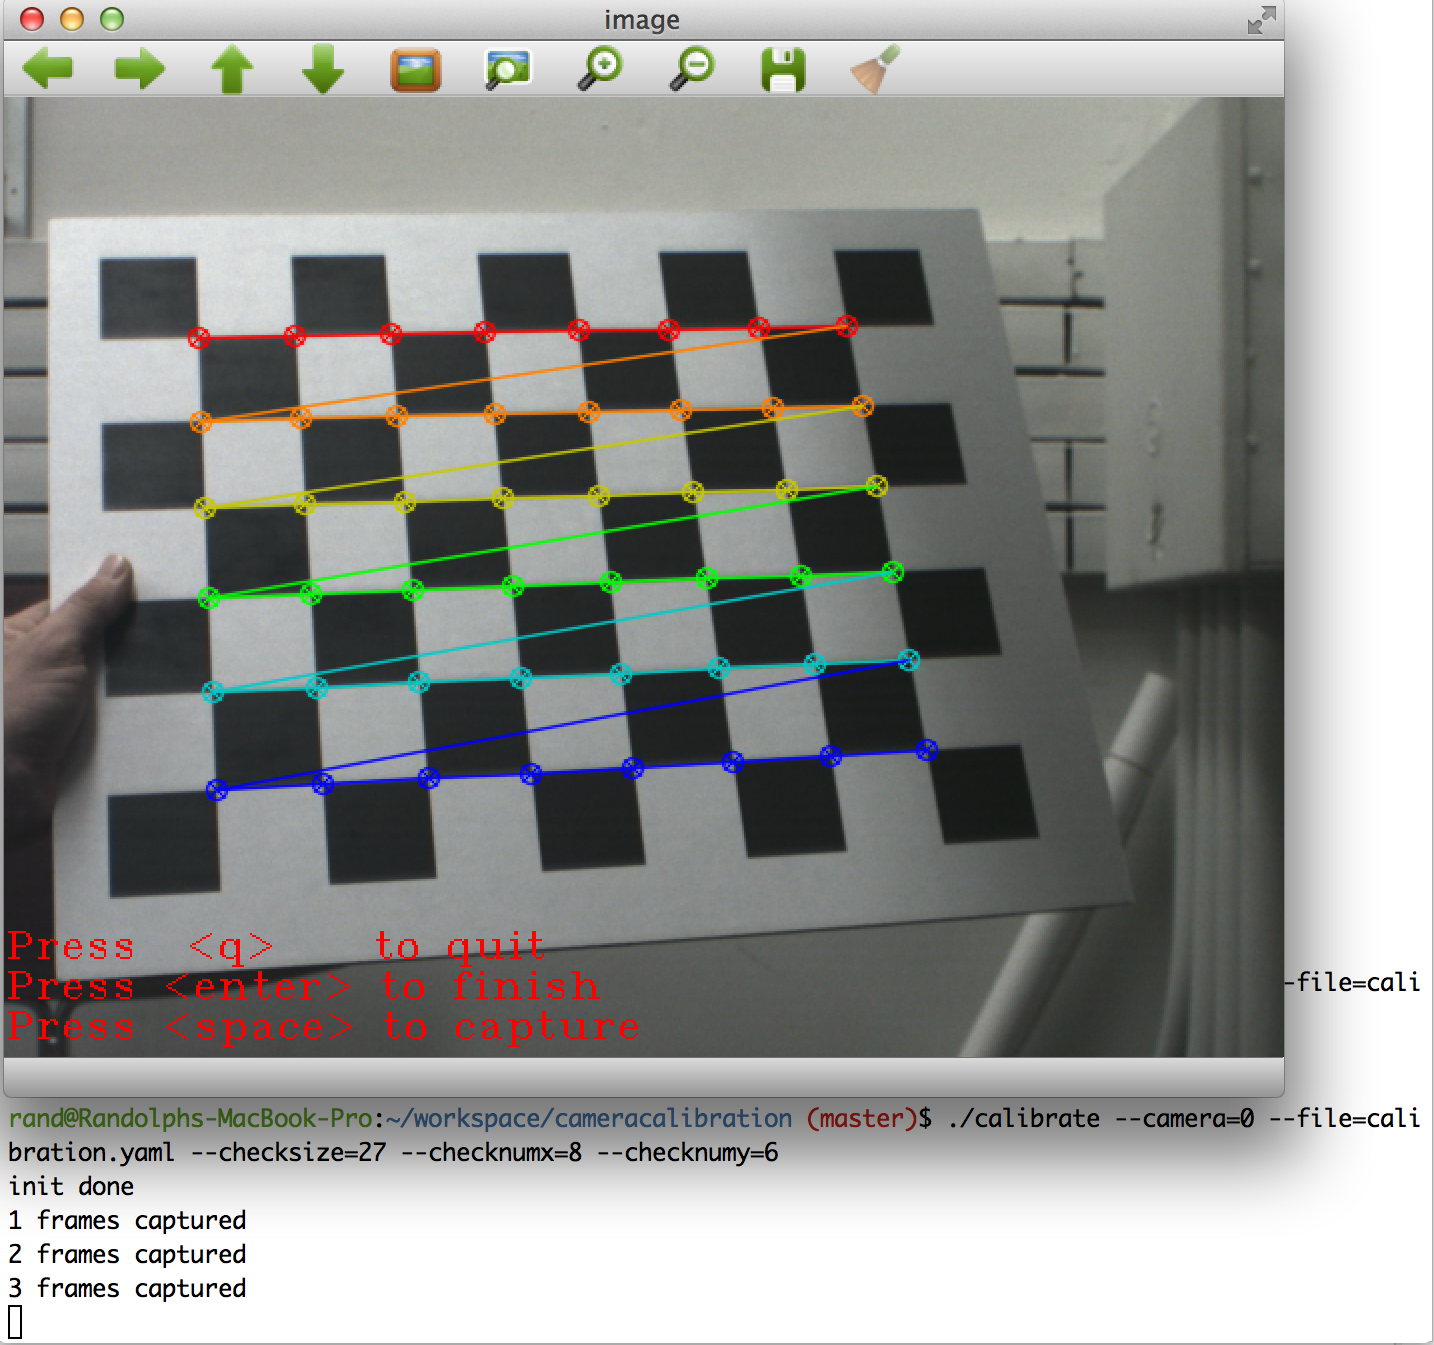 image
Press <q> to quit
Press <enter> to finish
Press <space> to capture
-file=cali
rand@Randolphs-MacBook-Pro:~/workspace/cameracalibration (master)$ ./calibrate --camera=0 --file=cali
bration.yaml --checksize=27 --checknumx=8 --checknumy=6
init done
1 frames captured
2 frames captured
3 frames captured